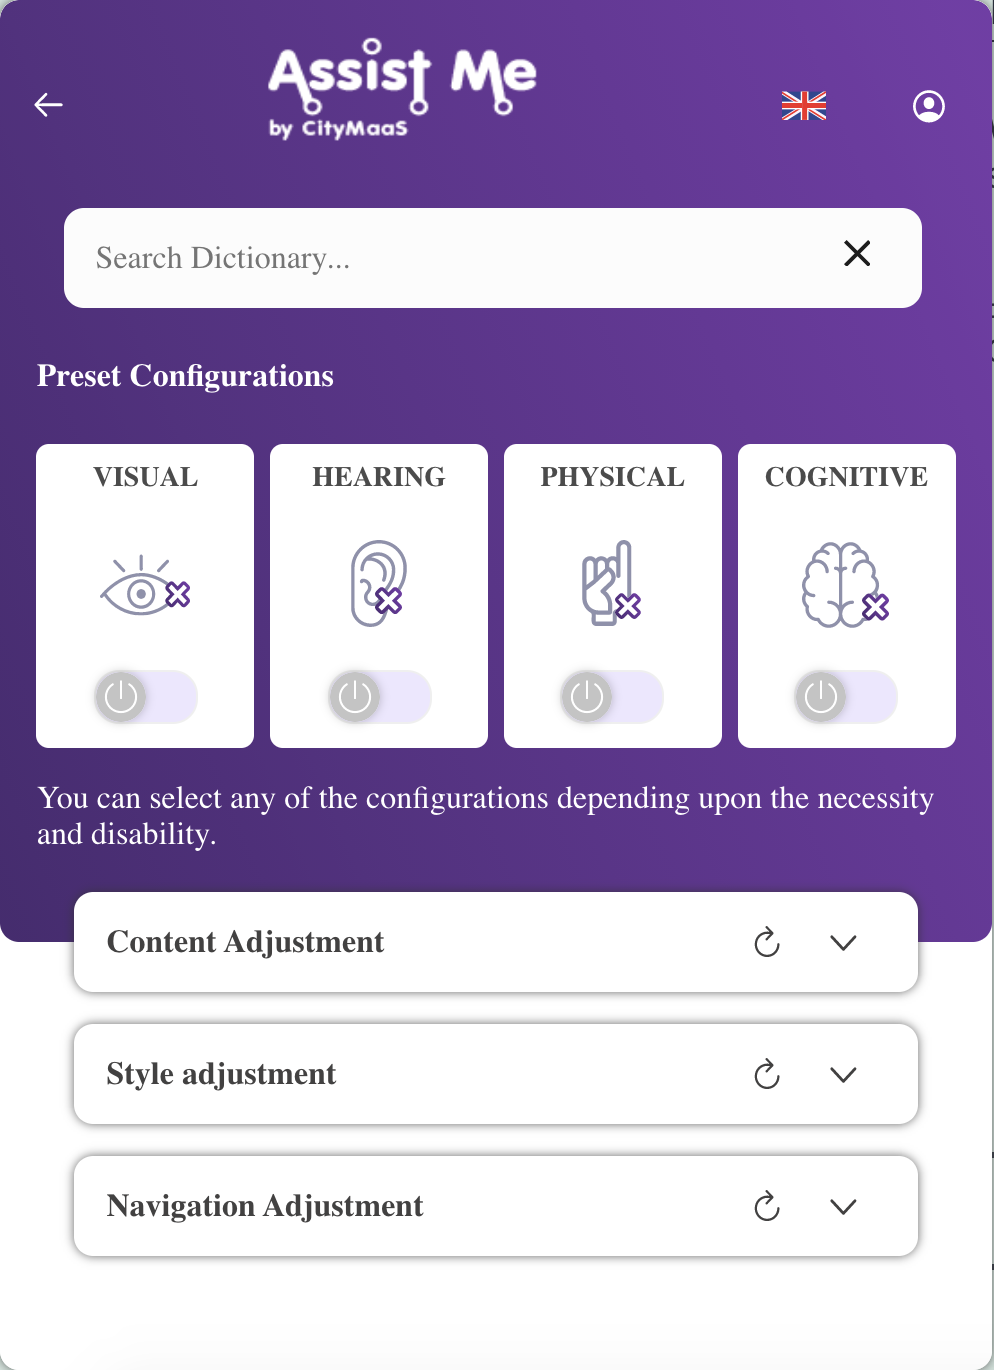 Assist Me
by CityMaaS
Search Dictionary...
Preset Configurations
VISUAL
HEARING
PHYSICAL
COGNITIVE
You can select any of the configurations depending upon the necessity
and disability.
Content Adjustment
Style adjustment
Navigation Adjustment